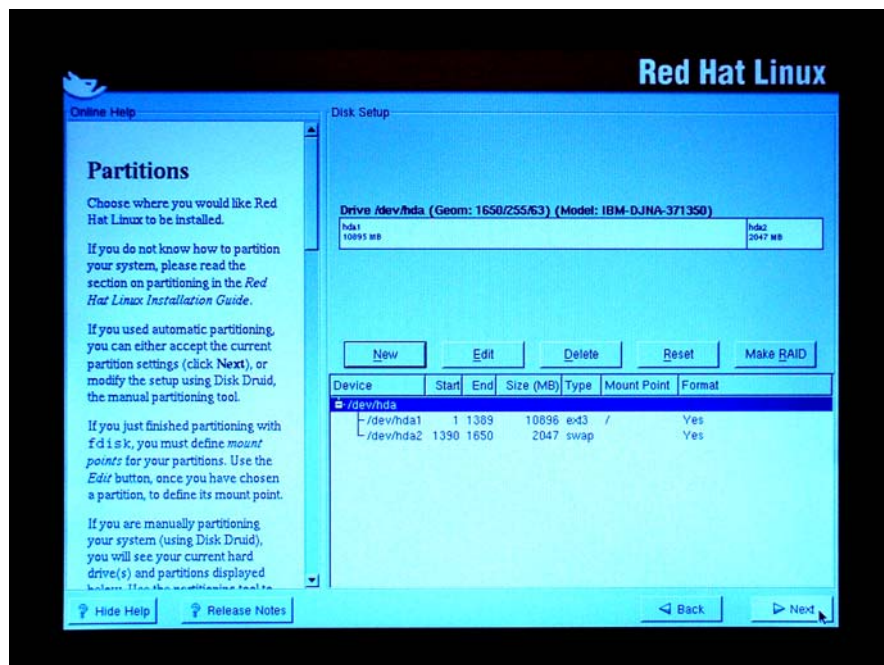 Red Hat Linux
Online Help
Partitions
Choose where you would like Red
Hat Linux to be installed.
If you do not know how to partition
your system, please read the
section on partitioning in the Red
Hat Linux Installation Guide.
If you used automatic partitioning,
you can either accept the current
partition settings (click Next), or
modify the setup using Disk Druid,
the manual partitioning tool.
If you just finished partitioning with
fdisk, you must define mount
points for your partitions. Use the
Edit button, once you have chosen
a partition, to define its mount point.
If you are manually partitioning
your system (using Disk Druid),
you will see your current hard
drive(s) and partitions displayed
below. Use the partitioning tool to
Disk Setup
Drive /dev/hda (Geom: 1650/255/63) (Model: IBM-DJNA-371350)
hda1 hda2
10895 MB 2047 MB
New Edit Delete Reset Make RAID
Device Start End Size (MB) Type Mount Point Format
/dev/hda
/dev/hda1 1 1389 10896 ext3 / Yes
/dev/hda2 1390 1650 2047 swap Yes
Hide Help Release Notes Back Next